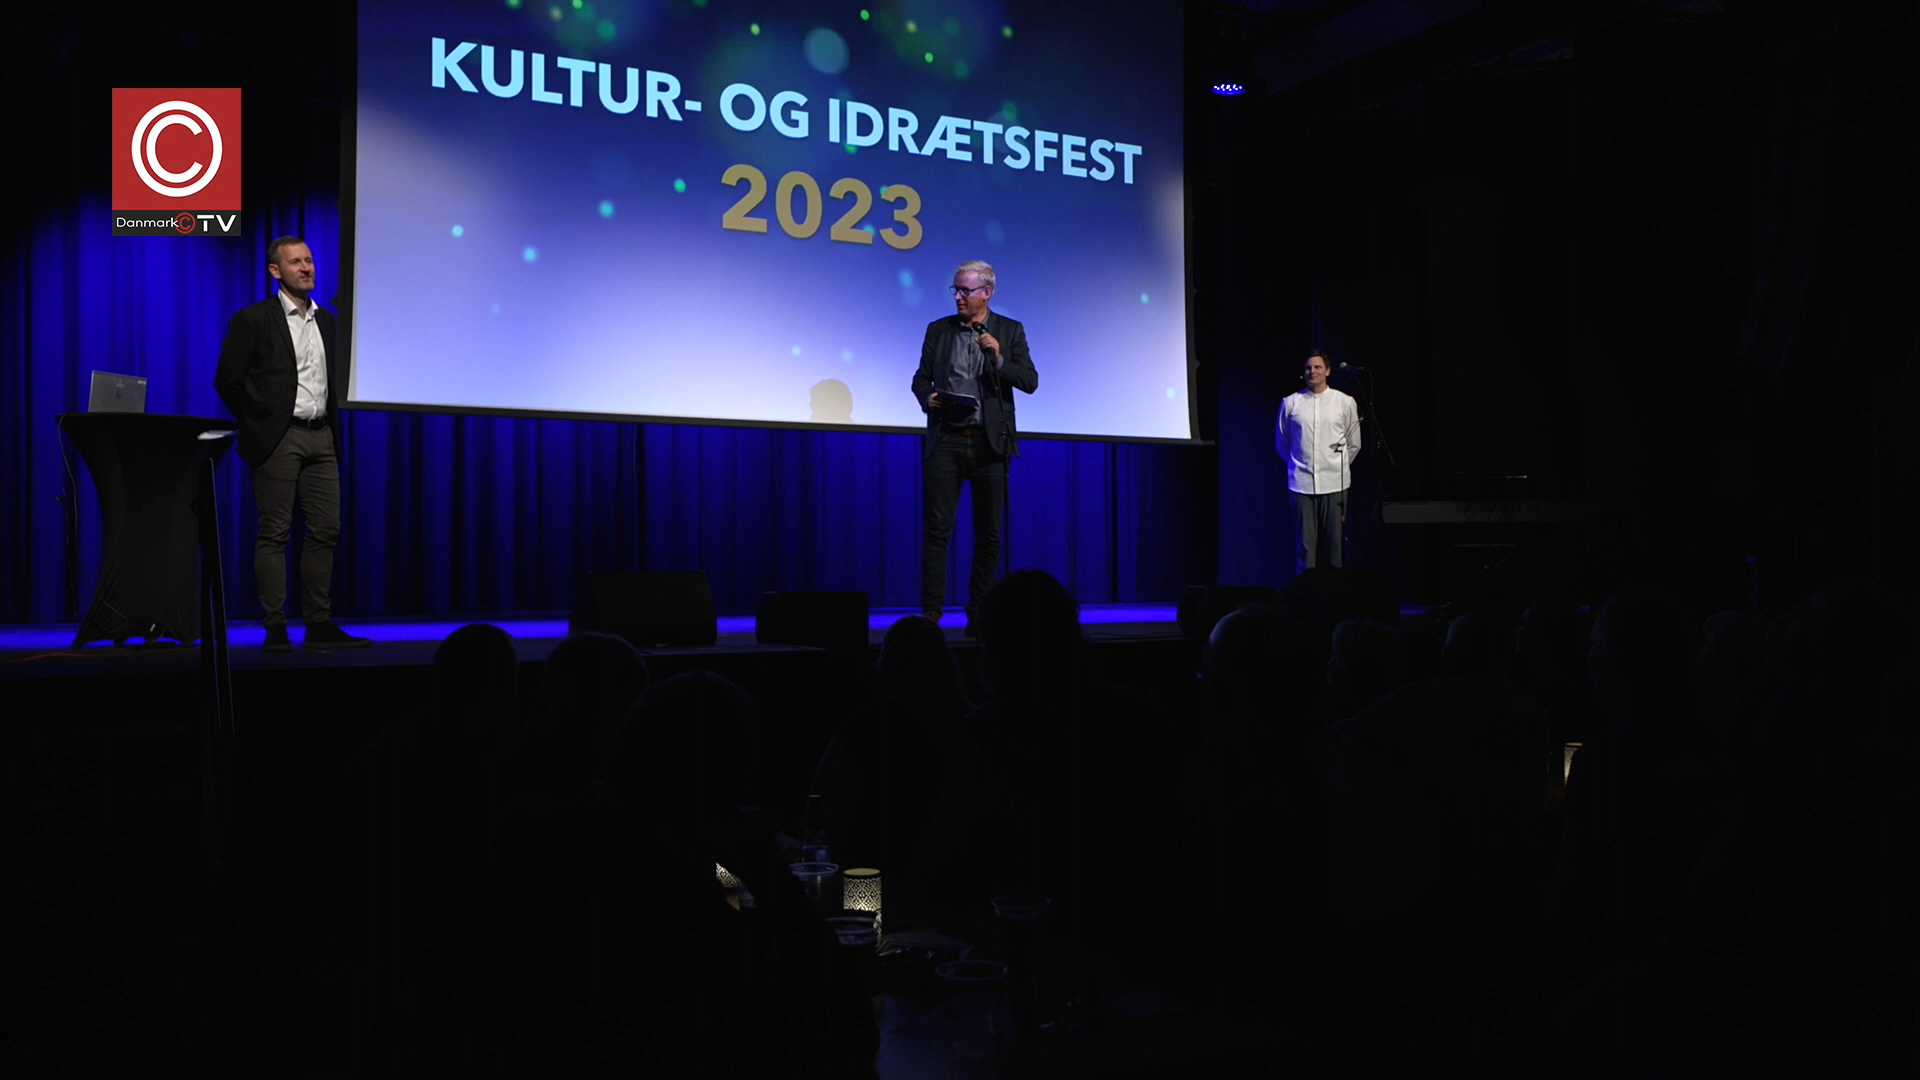 KULTUR- OG IDRÆTSFEST
2023
C
Danmark C TV